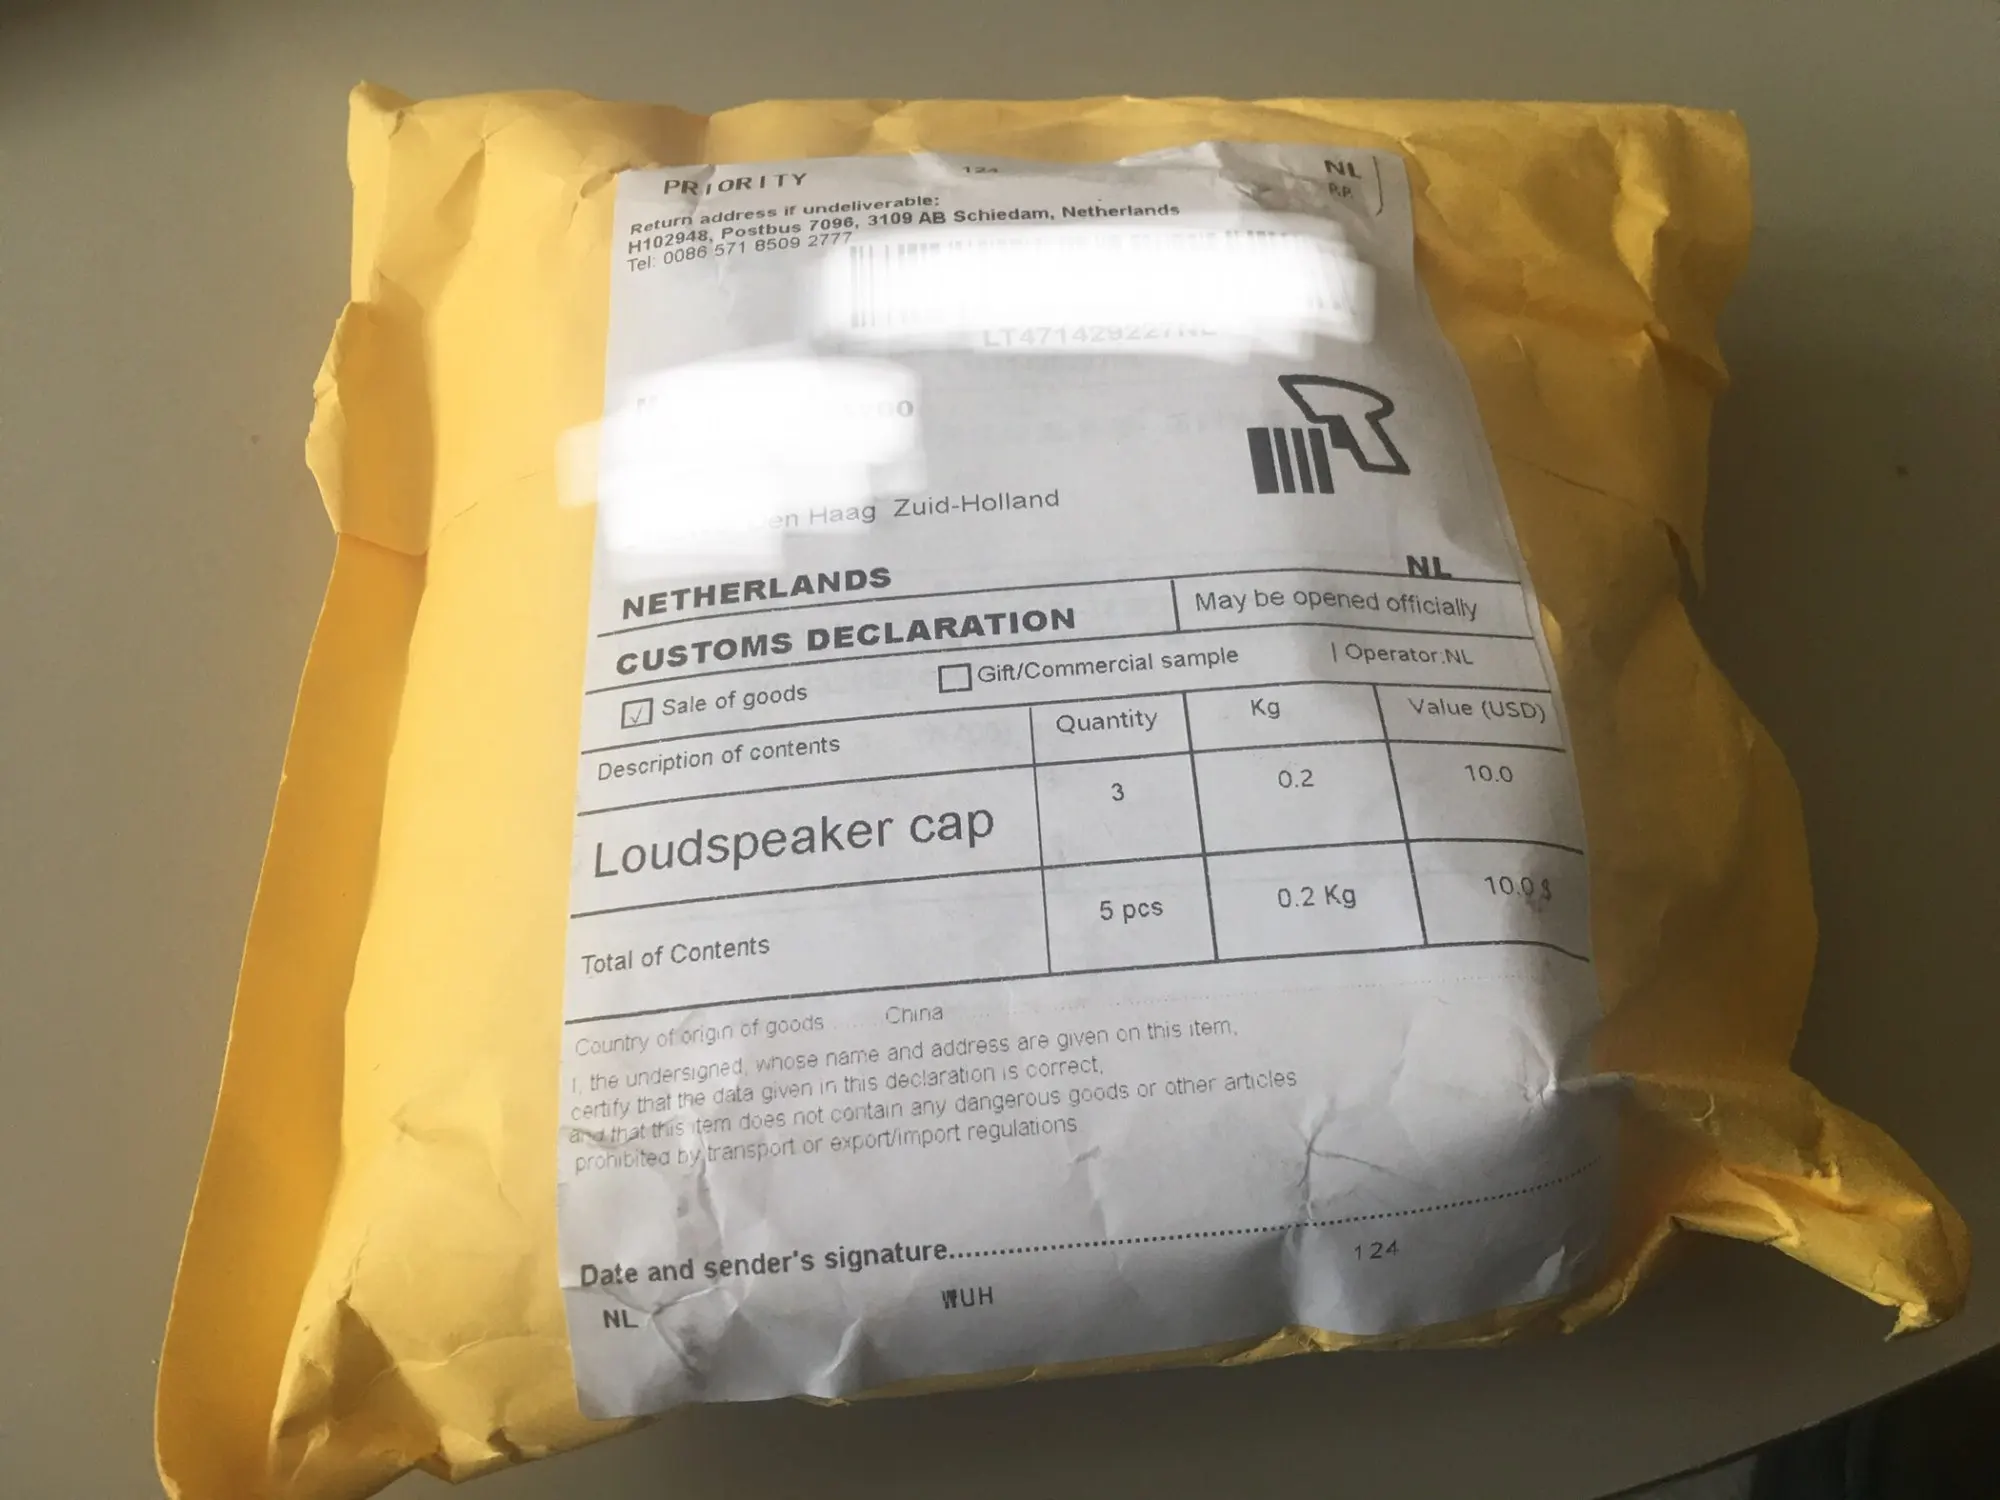 PRIORITY 124 NL
P.P.
Return address if undeliverable:
H102948, Postbus 7096, 3109 AB Schiedam, Netherlands
Tel: 0086 571 8509 2777
Haag Zuid-Holland
NETHERLANDS NL
CUSTOMS DECLARATION May be opened officially
Sale of goods Gift/Commercial sample | Operator:NL
Description of contents Quantity Kg Value (USD)
Loudspeaker cap 3 0.2 10.0
Total of Contents 5 pcs 0.2 Kg 10.0 $
Country of origin of goods China
I, the undersigned, whose name and address are given on this item,
certify that the data given in this declaration is correct,
and that this item does not contain any dangerous goods or other articles
prohibited by transport or export/import regulations
Date and sender's signature
NL WUH 124